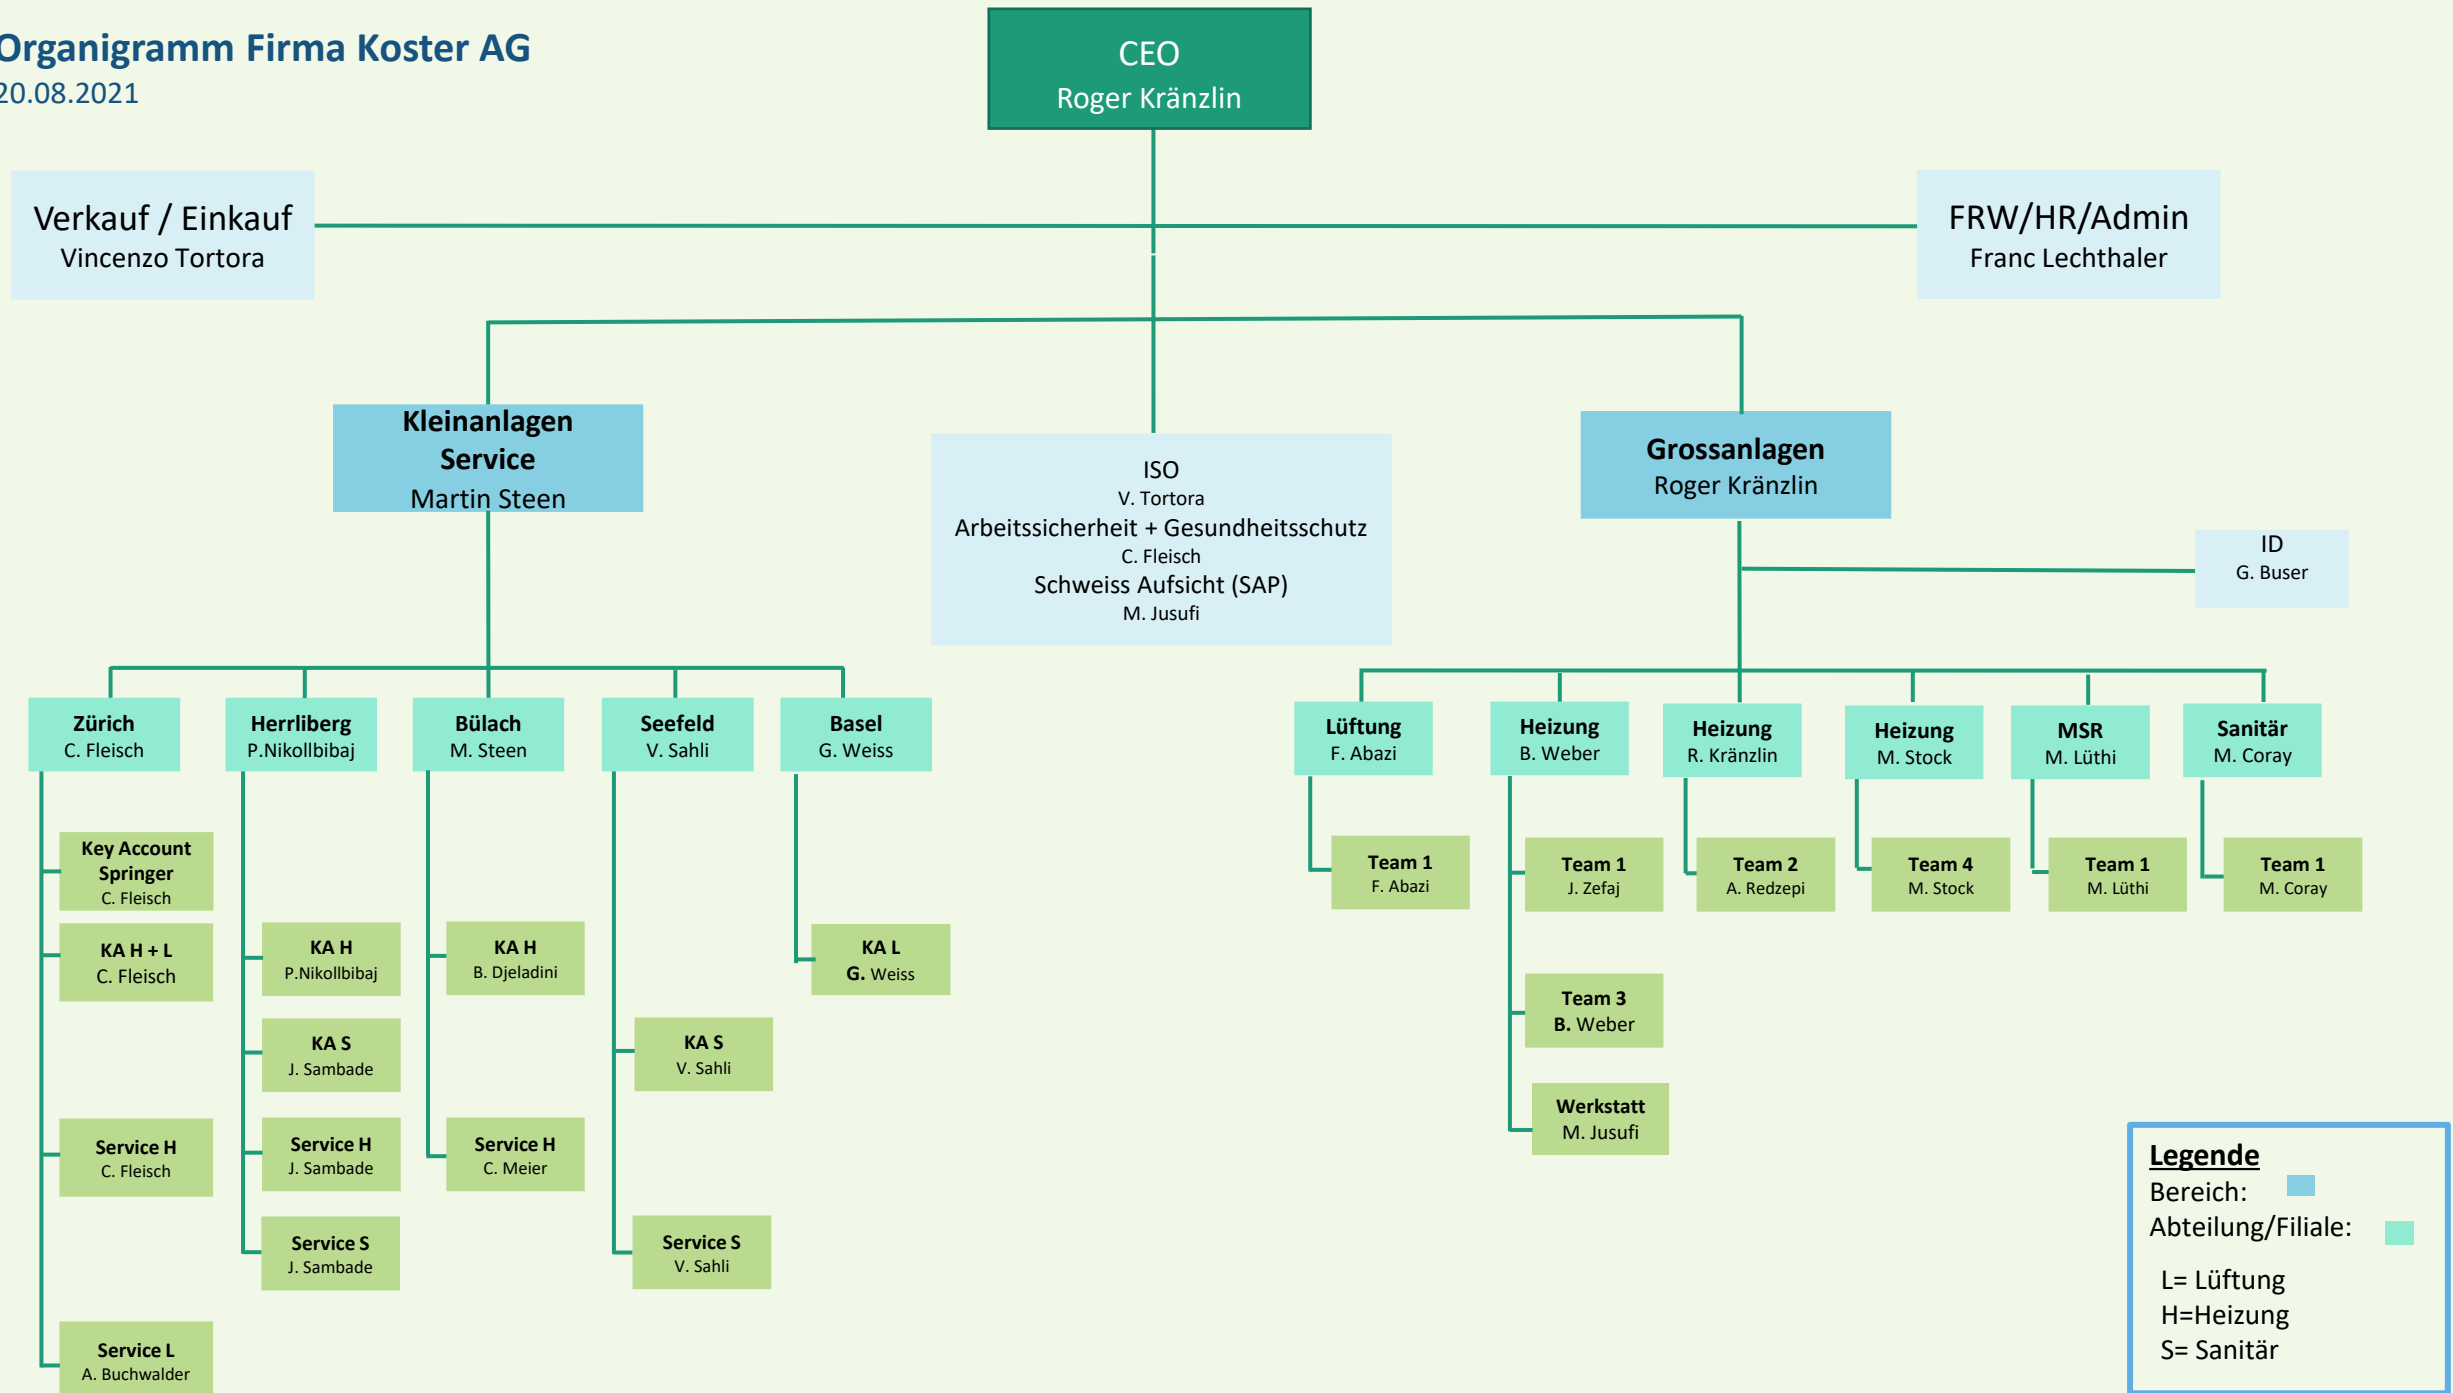 Organigramm Firma Koster AG
20.08.2021
CEO
Roger Kränzlin
Verkauf / Einkauf
Vincenzo Tortora
FRW/HR/Admin
Franc Lechthaler
Kleinanlagen
Service
Martin Steen
ISO
V. Tortora
Arbeitssicherheit + Gesundheitsschutz
C. Fleisch
Schweiss Aufsicht (SAP)
M. Jusufi
Grossanlagen
Roger Kränzlin
ID
G. Buser
Zürich
C. Fleisch
Herrliberg
P.Nikollbibaj
Bülach
M. Steen
Seefeld
V. Sahli
Basel
G. Weiss
Lüftung
F. Abazi
Heizung
B. Weber
Heizung
R. Kränzlin
Heizung
M. Stock
MSR
M. Lüthi
Sanitär
M. Coray
Key Account
Springer
C. Fleisch
KA H + L
C. Fleisch
Service H
C. Fleisch
Service L
A. Buchwalder
KA H
P.Nikollbibaj
KA S
J. Sambade
Service H
J. Sambade
Service S
J. Sambade
KA H
B. Djeladini
Service H
C. Meier
KA S
V. Sahli
Service S
V. Sahli
KA L
G. Weiss
Team 1
F. Abazi
Team 1
J. Zefaj
Team 3
B. Weber
Werkstatt
M. Jusufi
Team 2
A. Redzepi
Team 4
M. Stock
Team 1
M. Lüthi
Team 1
M. Coray
Legende
Bereich:
Abteilung/Filiale:
L= Lüftung
H=Heizung
S= Sanitär